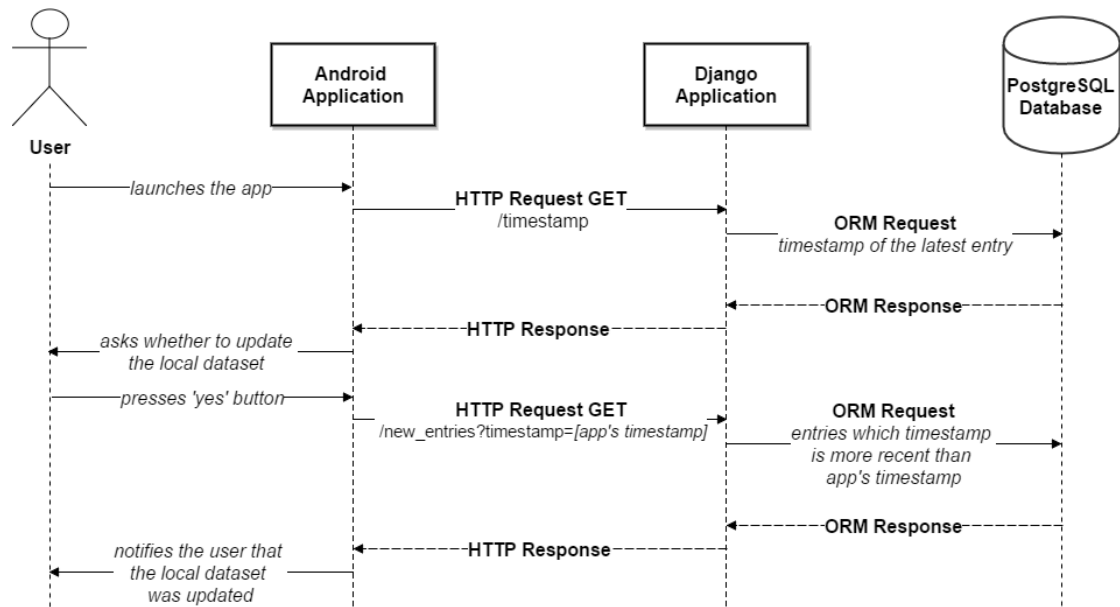 Android
Application
Django
Application
PostgreSQL
Database
User
launches the app
HTTP Request GET
/timestamp
ORM Request
timestamp of the latest entry
ORM Response
HTTP Response
asks whether to update
the local dataset
presses 'yes' button
HTTP Request GET
/new_entries?timestamp=[app's timestamp]
ORM Request
entries which timestamp
is more recent than
app's timestamp
ORM Response
HTTP Response
notifies the user that
the local dataset
was updated